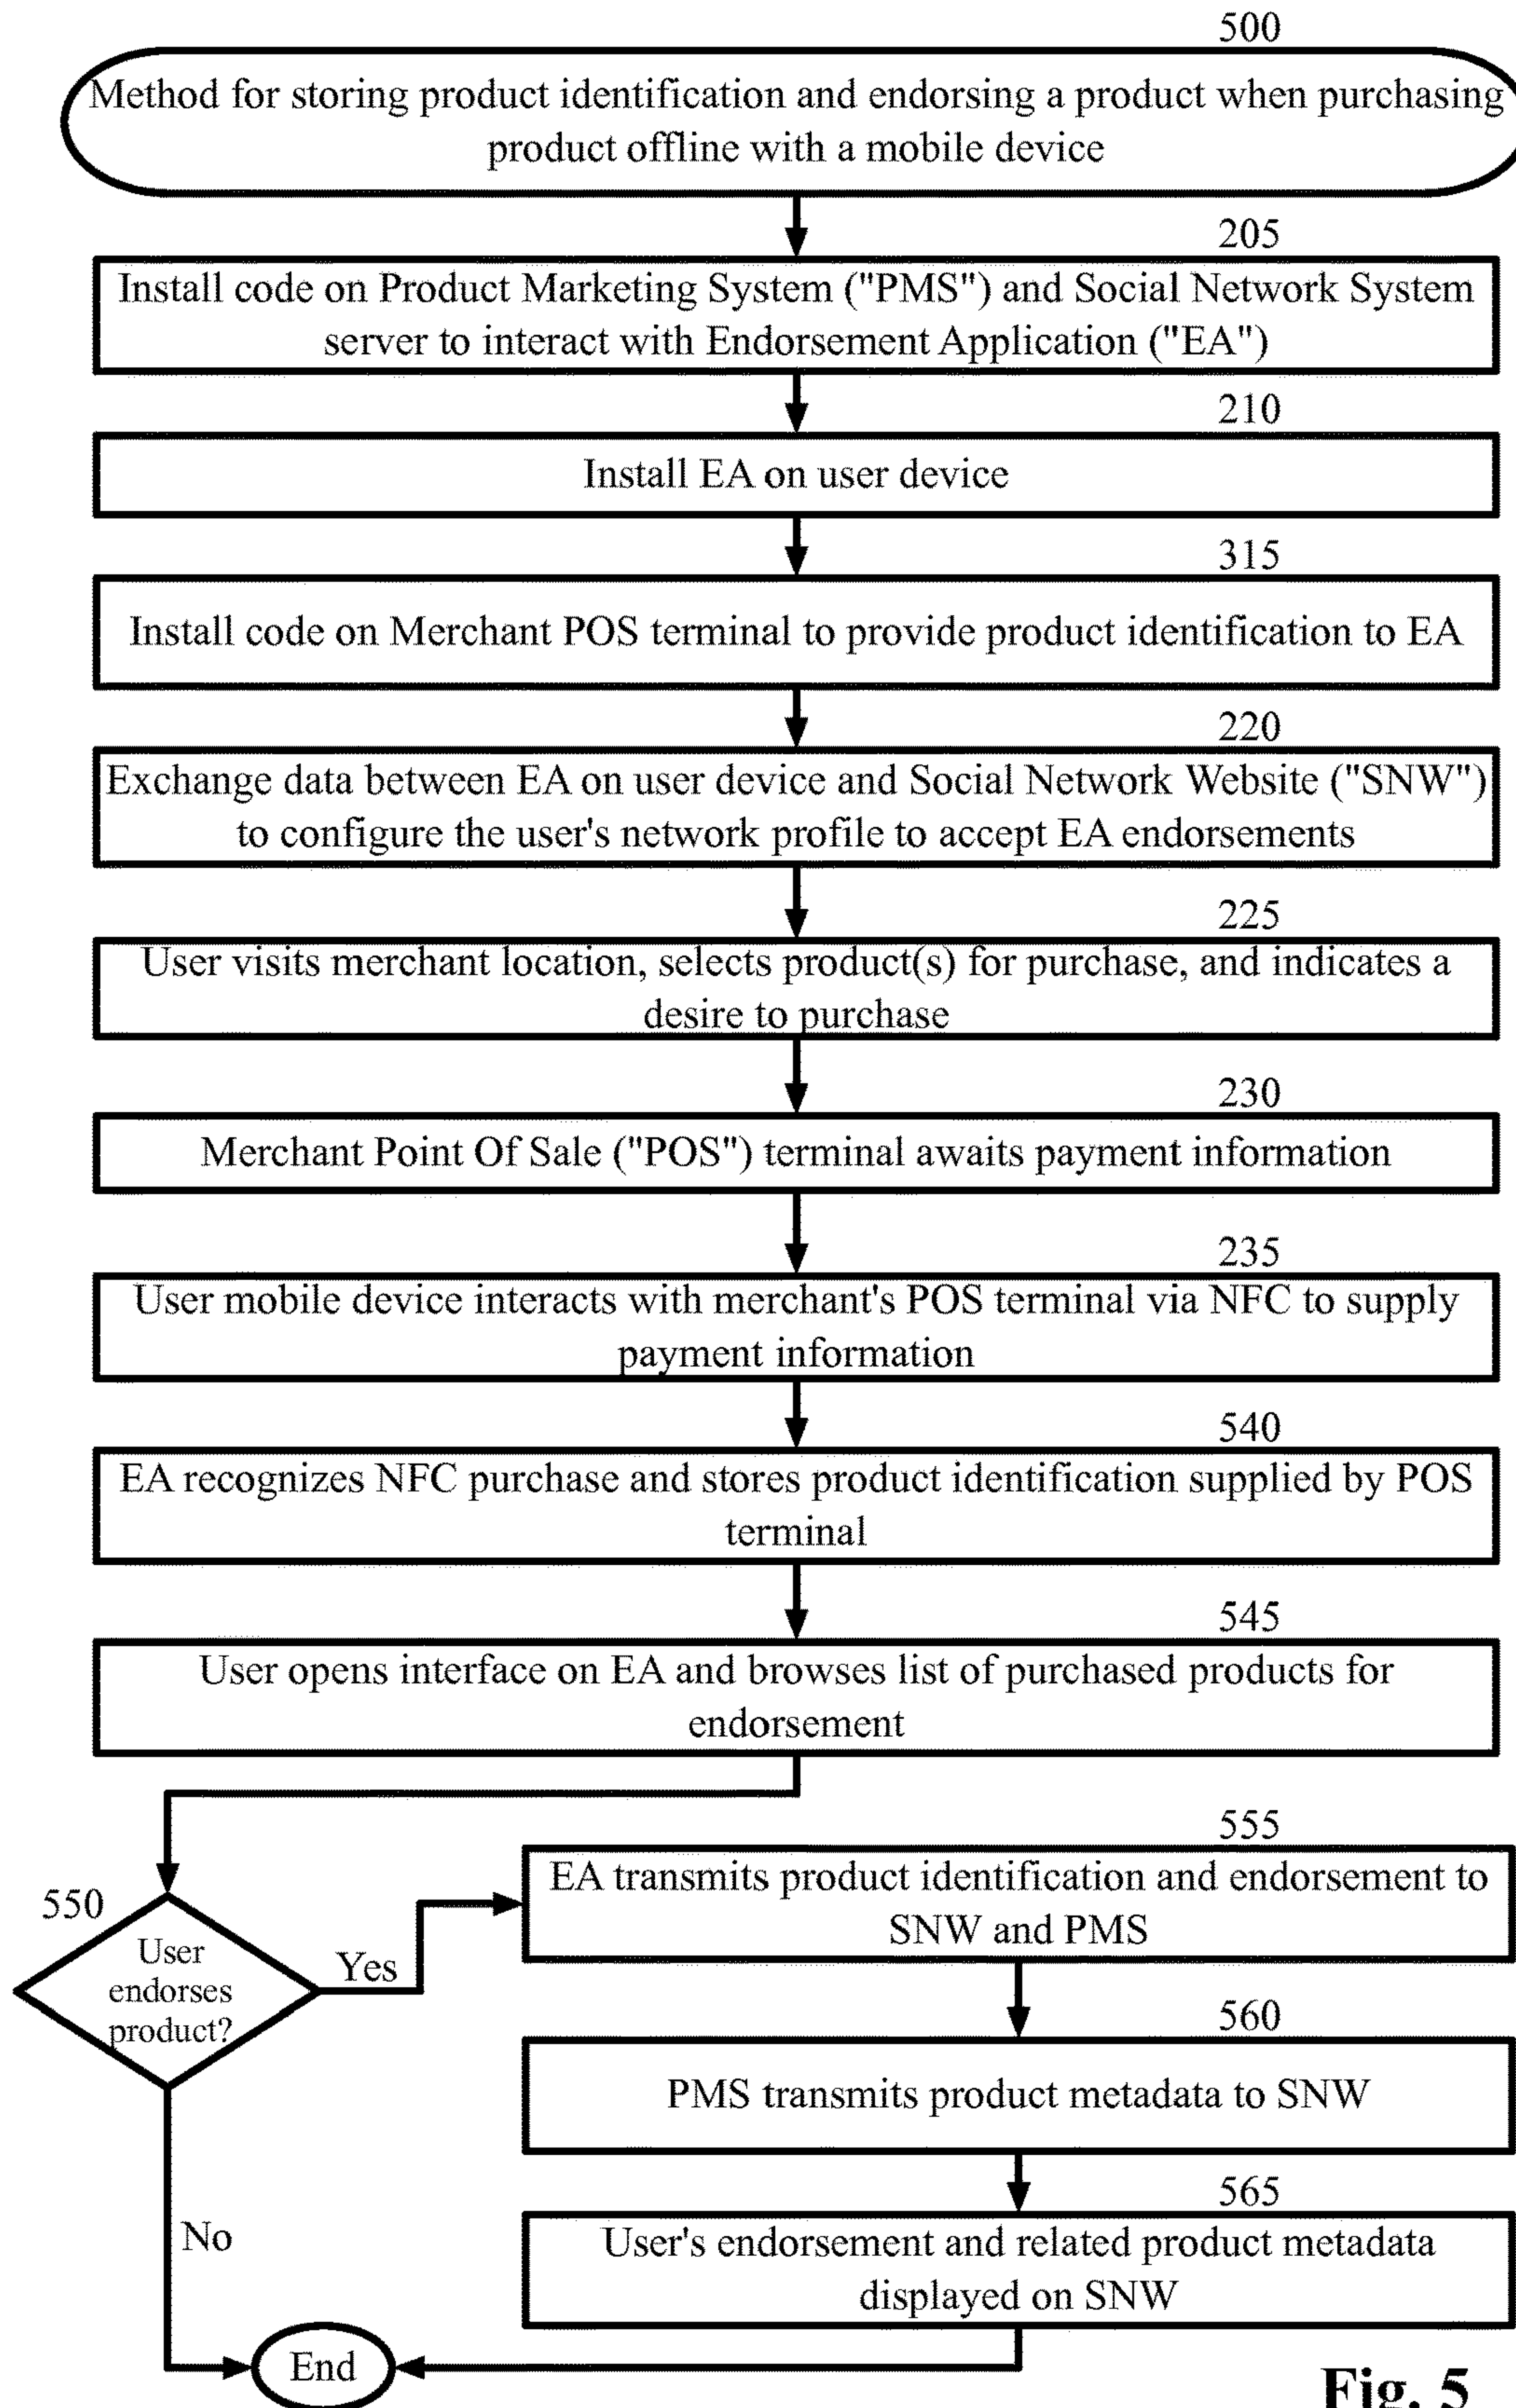 500
Method for storing product identification and endorsing a product when purchasing
product offline with a mobile device
205
Install code on Product Marketing System ("PMS") and Social Network System
server to interact with Endorsement Application ("EA")
210
Install EA on user device
315
Install code on Merchant POS terminal to provide product identification to EA
220
Exchange data between EA on user device and Social Network Website ("SNW")
to configure the user's network profile to accept EA endorsements
225
User visits merchant location, selects product(s) for purchase, and indicates a
desire to purchase
230
Merchant Point Of Sale ("POS") terminal awaits payment information
235
User mobile device interacts with merchant's POS terminal via NFC to supply
payment information
540
EA recognizes NFC purchase and stores product identification supplied by POS
terminal
545
User opens interface on EA and browses list of purchased products for
endorsement
550
User
endorses
product?
Yes
555
EA transmits product identification and endorsement to
SNW and PMS
560
PMS transmits product metadata to SNW
565
User's endorsement and related product metadata
displayed on SNW
No
End
Fig. 5